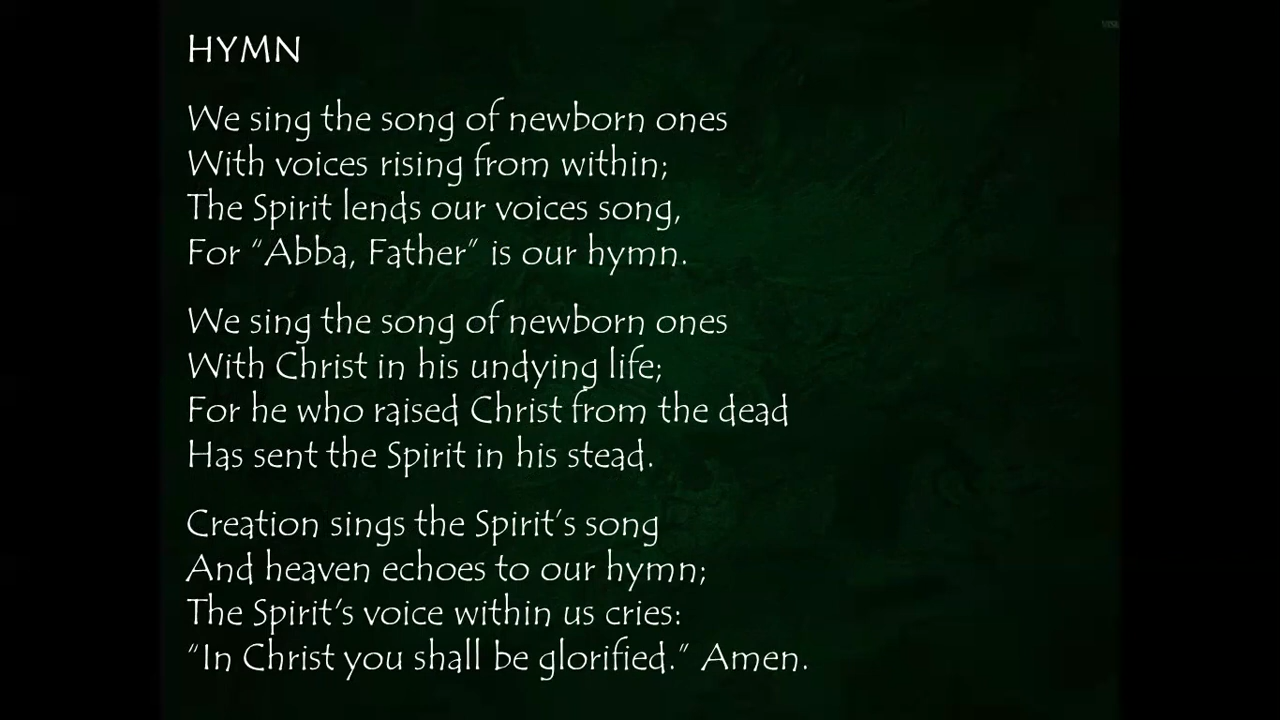 HYMN
We sing the song of newborn ones
With voices rising from within;
The Spirit lends our voices song,
For “Abba, Father” is our hymn.
We sing the song of newborn ones
With Christ in his undying life;
For he who raised Christ from the dead
Has sent the Spirit in his stead.
Creation sings the Spirit’s song
And heaven echoes to our hymn;
The Spirit’s voice within us cries:
“In Christ you shall be glorified.” Amen.